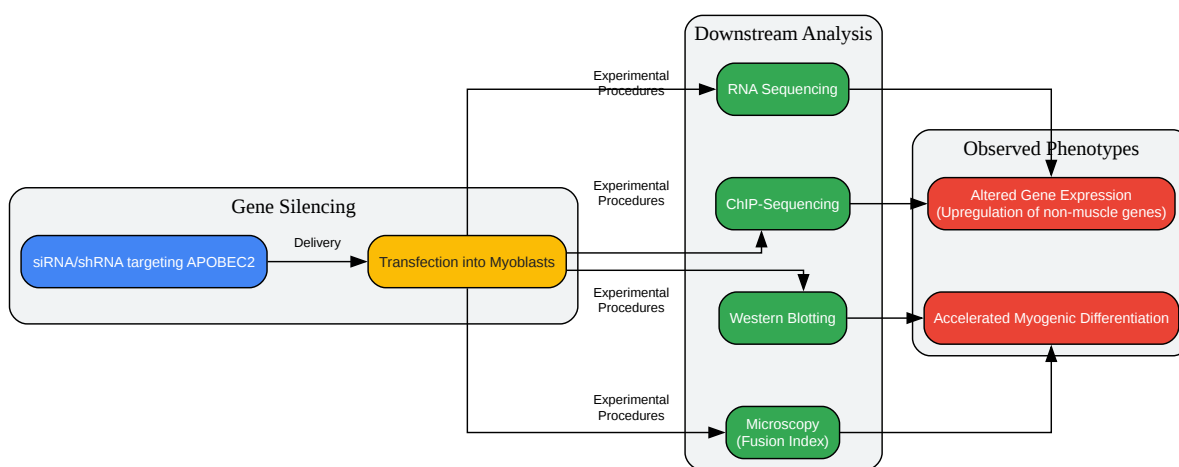 Downstream Analysis
Experimental
Procedures
RNA Sequencing
Observed Phenotypes
Gene Silencing
Experimental
Procedures
ChIP-Sequencing
Altered Gene Expression
(Upregulation of non-muscle genes)
siRNA/shRNA targeting APOBEC2
Delivery
Transfection into Myoblasts
Experimental
Procedures
Western Blotting
Accelerated Myogenic Differentiation
Experimental
Procedures
Microscopy
(Fusion Index)